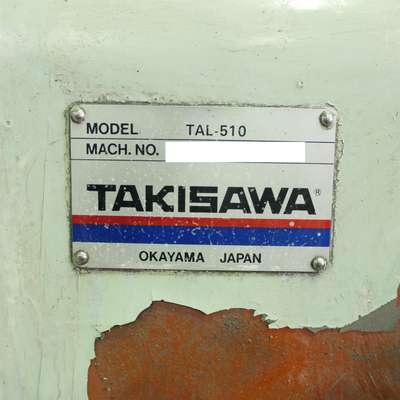 MODEL TAL-510
MACH. NO.
TAKISAWA®
OKAYAMA JAPAN